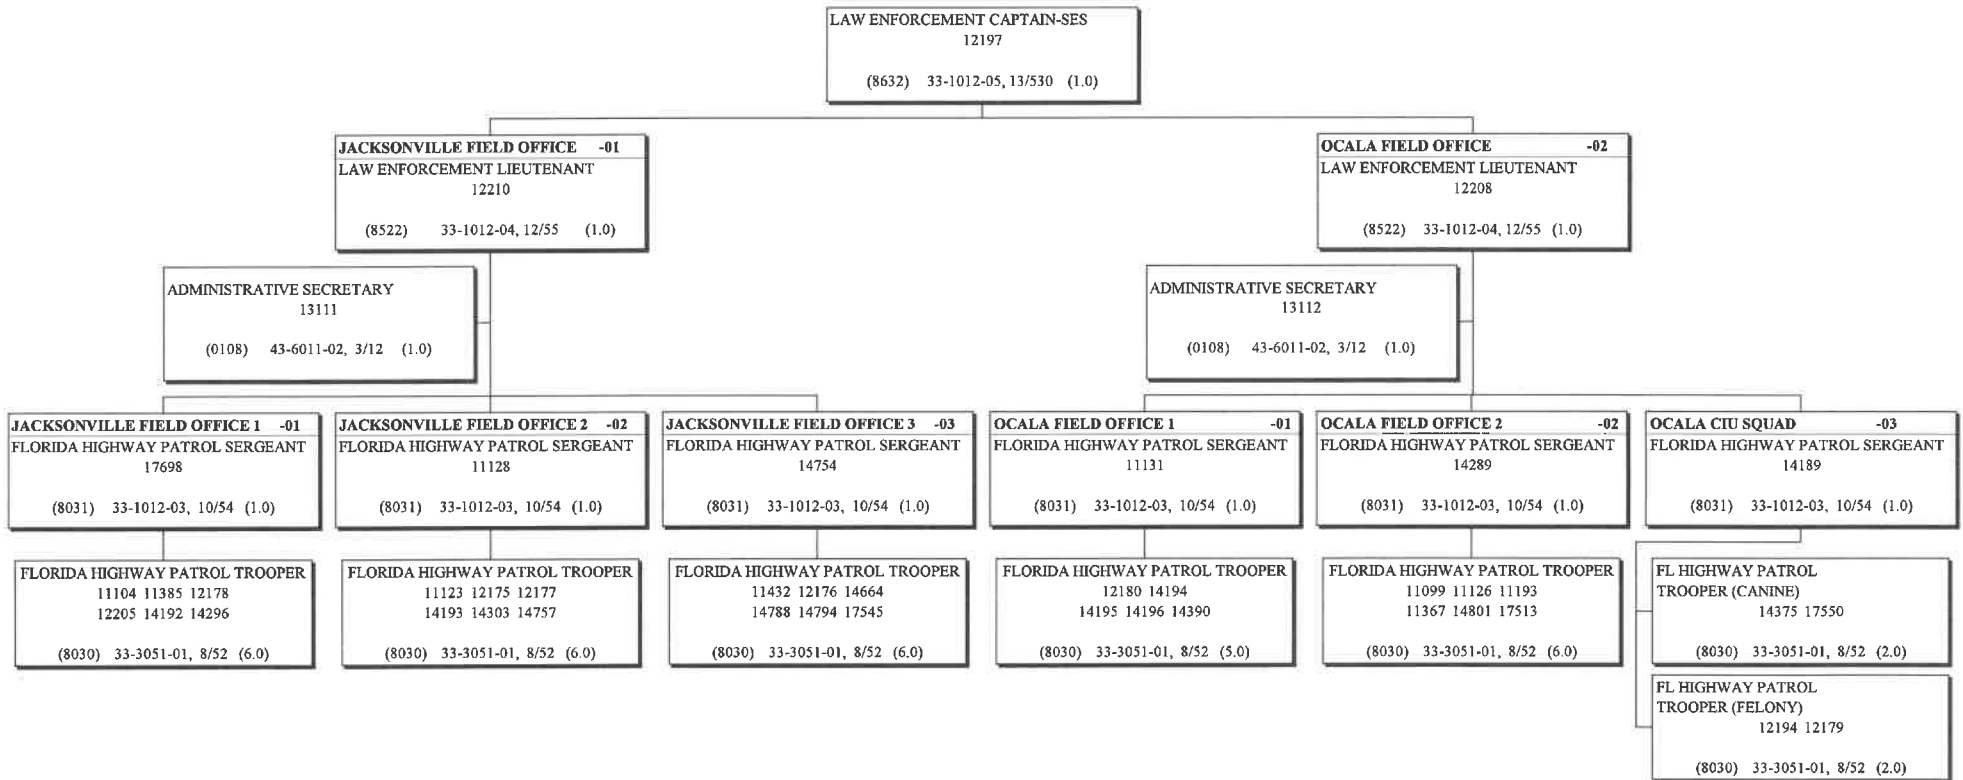 LAW ENFORCEMENT CAPTAIN-SES
12197
(8632) 33-1012-05, 13/530 (1.0)
JACKSONVILLE FIELD OFFICE -01
LAW ENFORCEMENT LIEUTENANT
12210
(8522) 33-1012-04, 12/55 (1.0)
OCALA FIELD OFFICE -02
LAW ENFORCEMENT LIEUTENANT
12208
(8522) 33-1012-04, 12/55 (1.0)
ADMINISTRATIVE SECRETARY
13111
(0108) 43-6011-02, 3/12 (1.0)
ADMINISTRATIVE SECRETARY
13112
(0108) 43-6011-02, 3/12 (1.0)
JACKSONVILLE FIELD OFFICE 1 -01
FLORIDA HIGHWAY PATROL SERGEANT
17698
(8031) 33-1012-03, 10/54 (1.0)
JACKSONVILLE FIELD OFFICE 2 -02
FLORIDA HIGHWAY PATROL SERGEANT
11128
(8031) 33-1012-03, 10/54 (1.0)
JACKSONVILLE FIELD OFFICE 3 -03
FLORIDA HIGHWAY PATROL SERGEANT
14754
(8031) 33-1012-03, 10/54 (1.0)
OCALA FIELD OFFICE 1 -01
FLORIDA HIGHWAY PATROL SERGEANT
11131
(8031) 33-1012-03, 10/54 (1.0)
OCALA FIELD OFFICE 2 -02
FLORIDA HIGHWAY PATROL SERGEANT
14289
(8031) 33-1012-03, 10/54 (1.0)
OCALA CIU SQUAD -03
FLORIDA HIGHWAY PATROL SERGEANT
14189
(8031) 33-1012-03, 10/54 (1.0)
FLORIDA HIGHWAY PATROL TROOPER
11104 11385 12178
12205 14192 14296
(8030) 33-3051-01, 8/52 (6.0)
FLORIDA HIGHWAY PATROL TROOPER
11123 12175 12177
14193 14303 14757
(8030) 33-3051-01, 8/52 (6.0)
FLORIDA HIGHWAY PATROL TROOPER
11432 12176 14664
14788 14794 17545
(8030) 33-3051-01, 8/52 (6.0)
FLORIDA HIGHWAY PATROL TROOPER
12180 14194
14195 14196 14390
(8030) 33-3051-01, 8/52 (5.0)
FLORIDA HIGHWAY PATROL TROOPER
11099 11126 11193
11367 14801 17513
(8030) 33-3051-01, 8/52 (6.0)
FL HIGHWAY PATROL
TROOPER (CANINE)
14375 17550
(8030) 33-3051-01, 8/52 (2.0)
FL HIGHWAY PATROL
TROOPER (FELONY)
12194 12179
(8030) 33-3051-01, 8/52 (2.0)